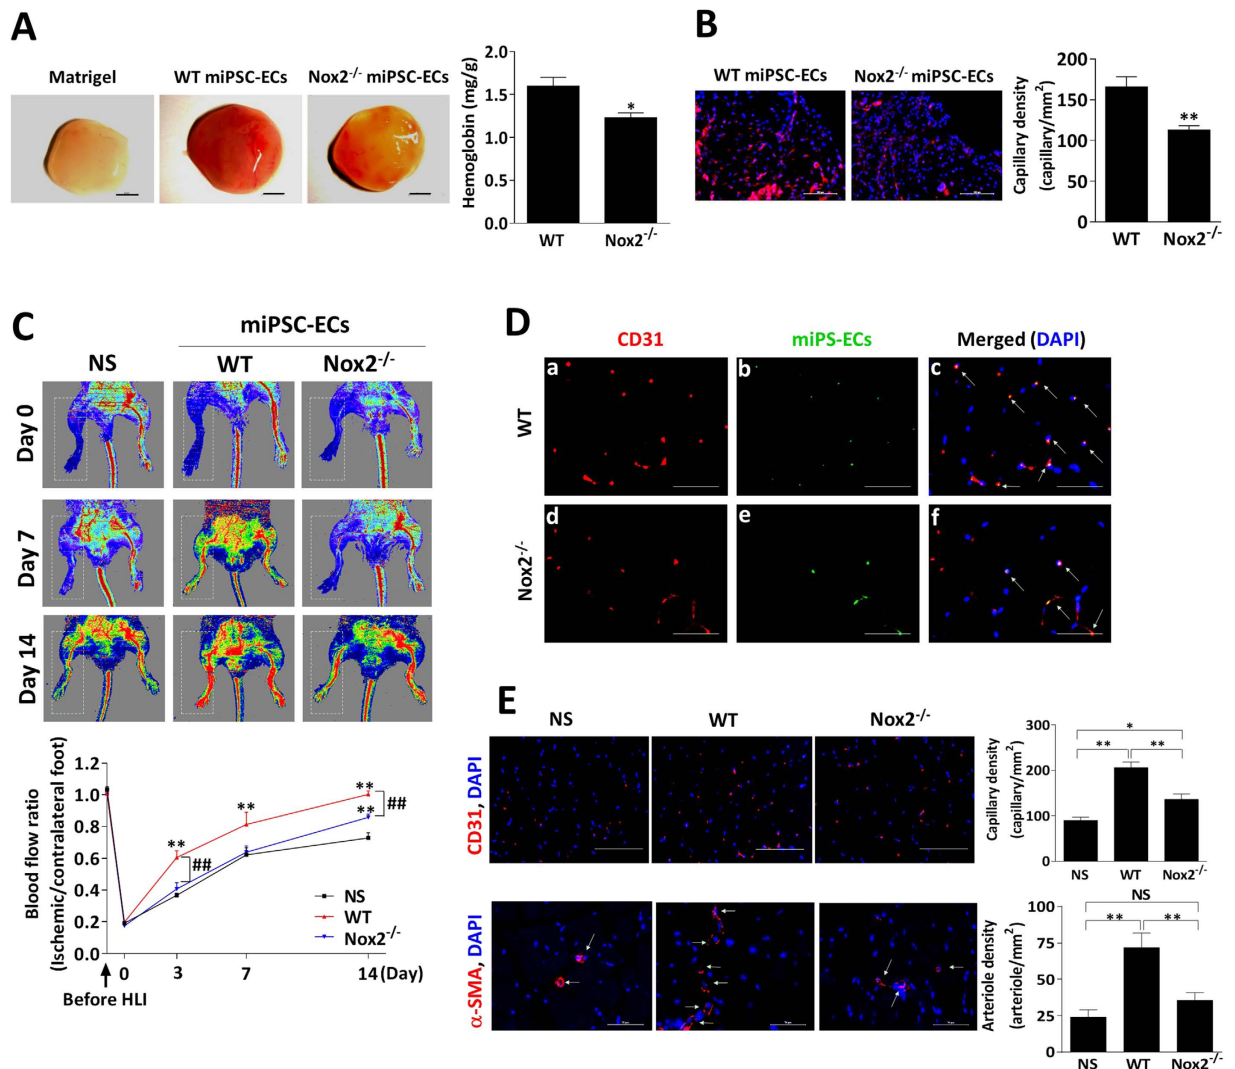 A
Matrigel
WT miPSC-ECs
Nox2-/- miPSC-ECs
Hemoglobin (mg/g)
2.0
1.5
1.0
0.5
0.0
*
WT
Nox2-/-
B
WT miPSC-ECs
Nox2-/- miPSC-ECs
Capillary density
(capillary/mm2)
200
150
100
50
0
**
WT
Nox2-/-
C
miPSC-ECs
NS
WT
Nox2-/-
Day 0
Day 7
Day 14
Blood flow ratio
(Ischemic/contralateral foot)
1.2
1.0
0.8
0.6
0.4
0.2
0.0
**
##
**
**
**
##
NS
WT
Nox2-/-
0
3
7
14 (Day)
Before HLI
D
CD31
miPS-ECs
Merged (DAPI)
WT
a
b
c
Nox2-/-
d
e
f
E
NS
WT
Nox2-/-
CD31, DAPI
α-SMA, DAPI
Capillary density
(capillary/mm2)
300
200
100
0
*
**
**
NS
WT
Nox2-/-
Arteriole density
(arteriole/mm2)
100
75
50
25
0
NS
**
**
NS
WT
Nox2-/-